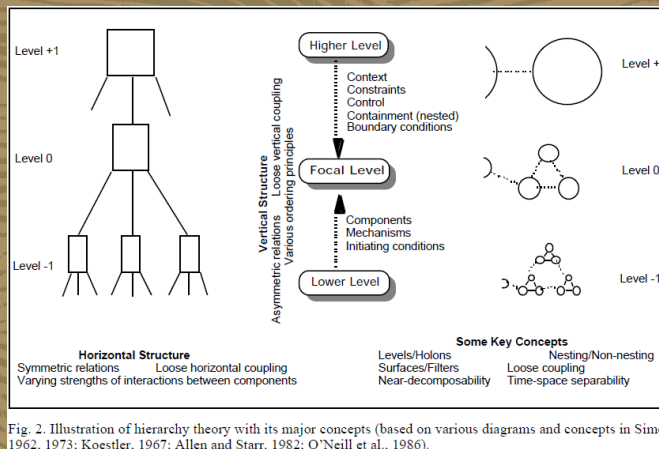 Level +1
Level 0
Level -1
Vertical Structure
Asymmetric relations Loose vertical coupling
Various ordering principles
Higher Level
Context
Constraints
Control
Containment (nested)
Boundary conditions
Focal Level
Components
Mechanisms
Initiating conditions
Lower Level
Level +
Level 0
Level -1
Horizontal Structure
Symmetric relations Loose horizontal coupling
Varying strengths of interactions between components
Some Key Concepts
Levels/Holons Nesting/Non-nesting
Surfaces/Filters Loose coupling
Near-decomposability Time-space separability
Fig. 2. Illustration of hierarchy theory with its major concepts (based on various diagrams and concepts in Sim
1962, 1973; Koestler, 1967; Allen and Starr, 1982; O'Neill et al., 1986).